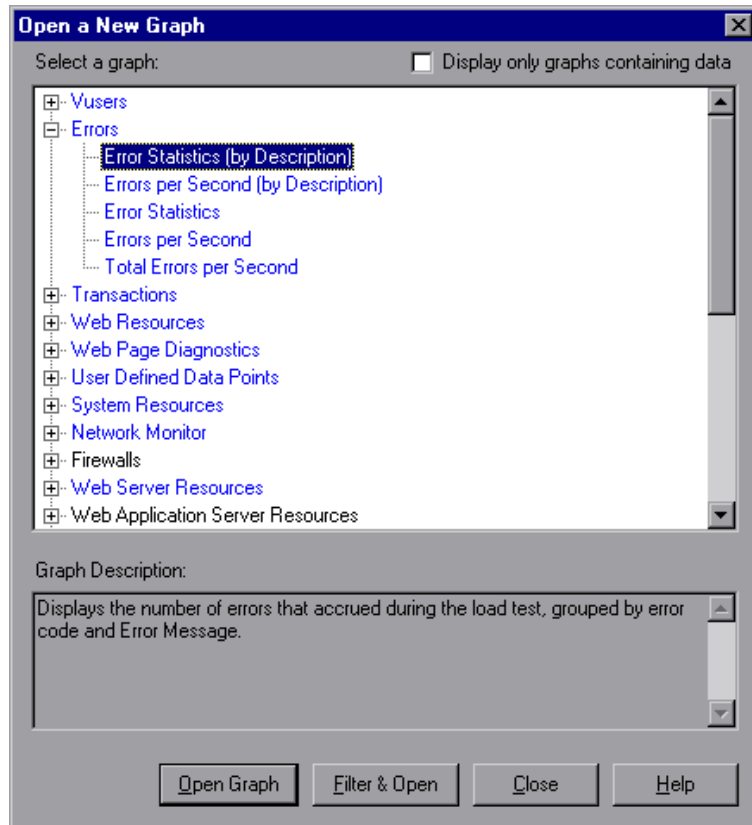 Open a New Graph
Select a graph:
Display only graphs containing data
Vusers
Errors
Error Statistics (by Description)
Errors per Second (by Description)
Error Statistics
Errors per Second
Total Errors per Second
Transactions
Web Resources
Web Page Diagnostics
User Defined Data Points
System Resources
Network Monitor
Firewalls
Web Server Resources
Web Application Server Resources
Graph Description:
Displays the number of errors that accrued during the load test, grouped by error
code and Error Message.
Open Graph
Filter & Open
Close
Help